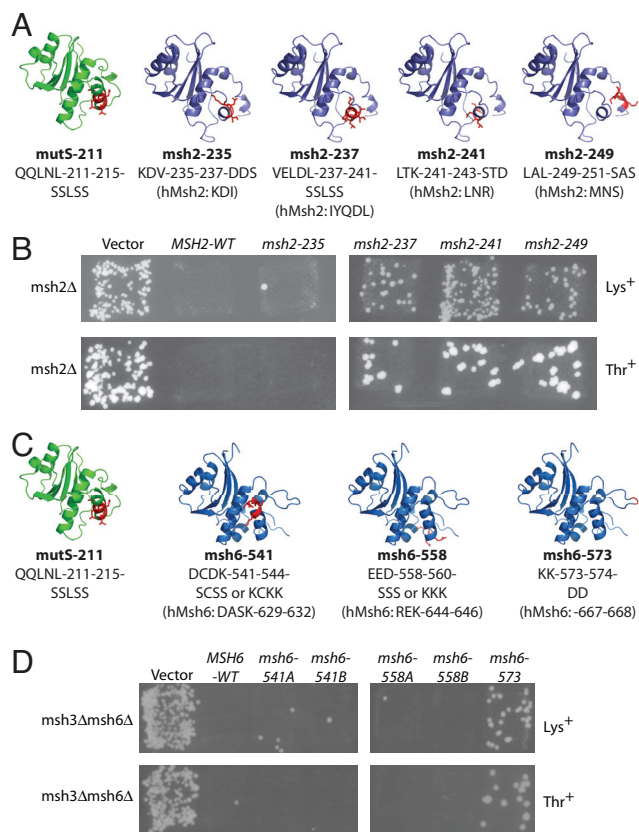 A
mutS-211 msh2-235 msh2-237 msh2-241 msh2-249
QQLNL-211-215- KDV-235-237-DDS VELDL-237-241- LTK-241-243-STD LAL-249-251-SAS
SSLSS (hMsh2: KDI) SSLSS (hMsh2: LNR) (hMsh2: MNS)
(hMsh2: IYQDL)
B
Vector MSH2-WT msh2-235 msh2-237 msh2-241 msh2-249
msh2Δ Lys+
msh2Δ Thr+
C
mutS-211 msh6-541 msh6-558 msh6-573
QQLNL-211-215- DCDK-541-544- EED-558-560- KK-573-574-
SSLSS SCSS or KCKK SSS or KKK DD
(hMsh6: DASK-629-632) (hMsh6: REK-644-646) (hMsh6: -667-668)
D
MSH6 msh6- msh6- msh6- msh6- msh6-
Vector -WT 541A 541B 558A 558B 573
msh3Δmsh6Δ Lys+
msh3Δmsh6Δ Thr+